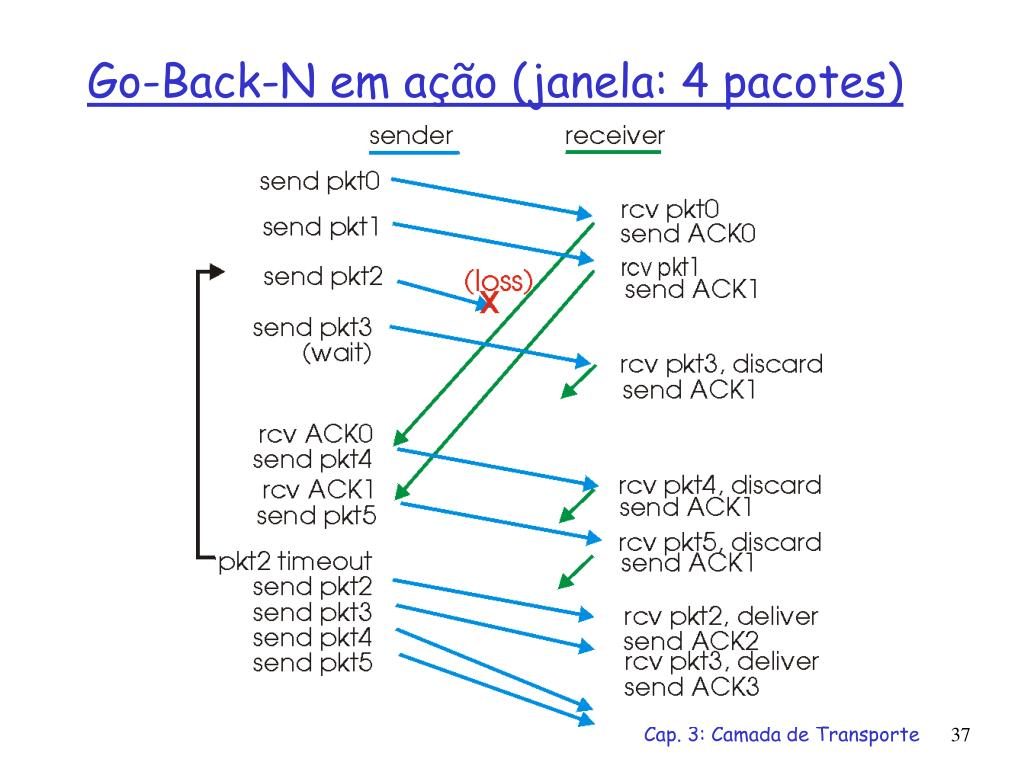 Go-Back-N em ação (janela: 4 pacotes)
sender
receiver
send pkt0
send pkt1
send pkt2
(loss)
X
send pkt3
(wait)
rcv ACK0
send pkt4
rcv ACK1
send pkt5
pkt2 timeout
send pkt2
send pkt3
send pkt4
send pkt5
rcv pkt0
send ACK0
rcv pkt1
send ACK1
rcv pkt3, discard
send ACK1
rcv pkt4, discard
send ACK1
rcv pkt5, discard
send ACK1
rcv pkt2, deliver
send ACK2
rcv pkt3, deliver
send ACK3
Cap. 3: Camada de Transporte 37